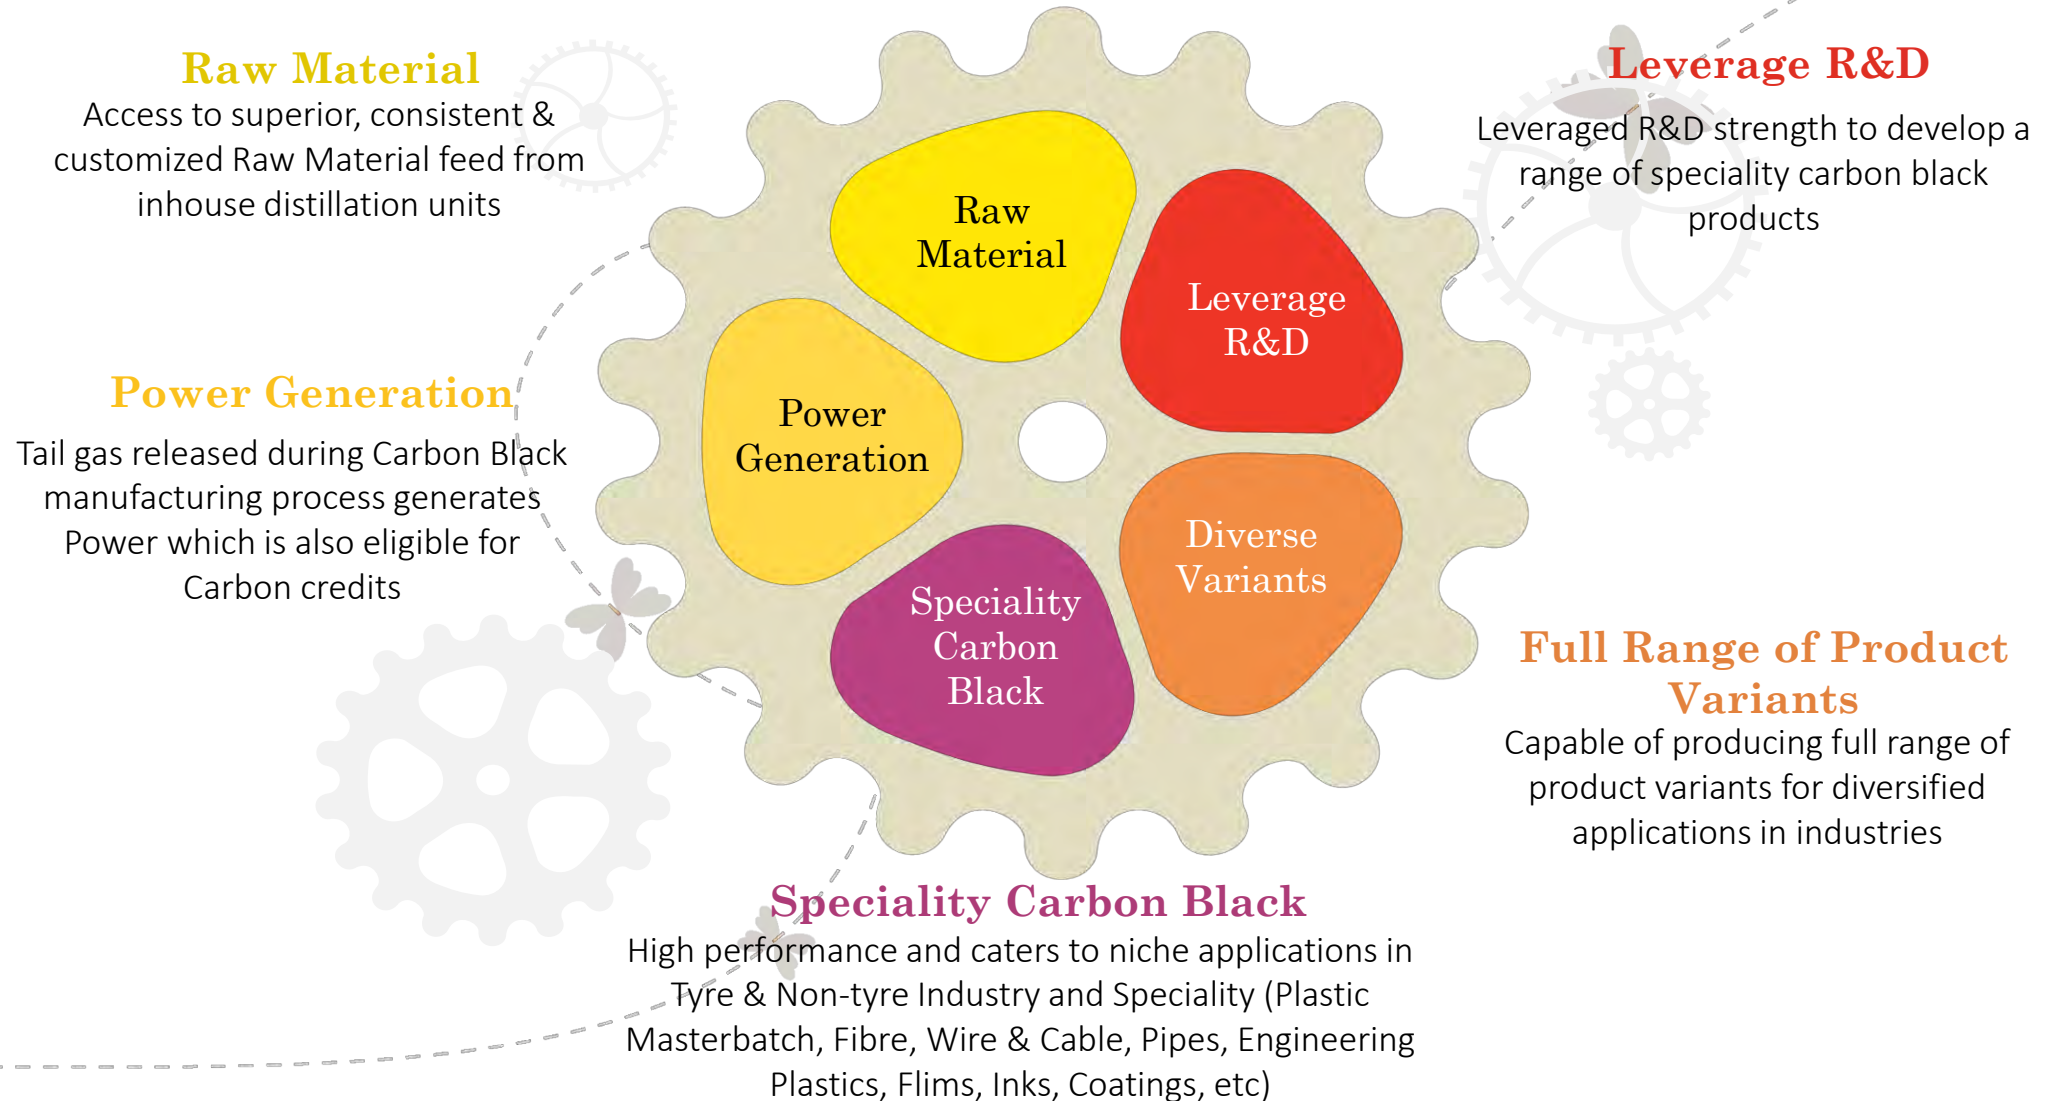 Raw Material
Access to superior, consistent &
customized Raw Material feed from
inhouse distillation units
Leverage R&D
Leveraged R&D strength to develop a
range of speciality carbon black
products
Raw
Material
Leverage
R&D
Power Generation
Tail gas released during Carbon Black
manufacturing process generates
Power which is also eligible for
Carbon credits
Power
Generation
Diverse
Variants
Speciality
Carbon
Black
Full Range of Product
Variants
Capable of producing full range of
product variants for diversified
applications in industries
Speciality Carbon Black
High performance and caters to niche applications in
Tyre & Non-tyre Industry and Speciality (Plastic
Masterbatch, Fibre, Wire & Cable, Pipes, Engineering
Plastics, Flims, Inks, Coatings, etc)